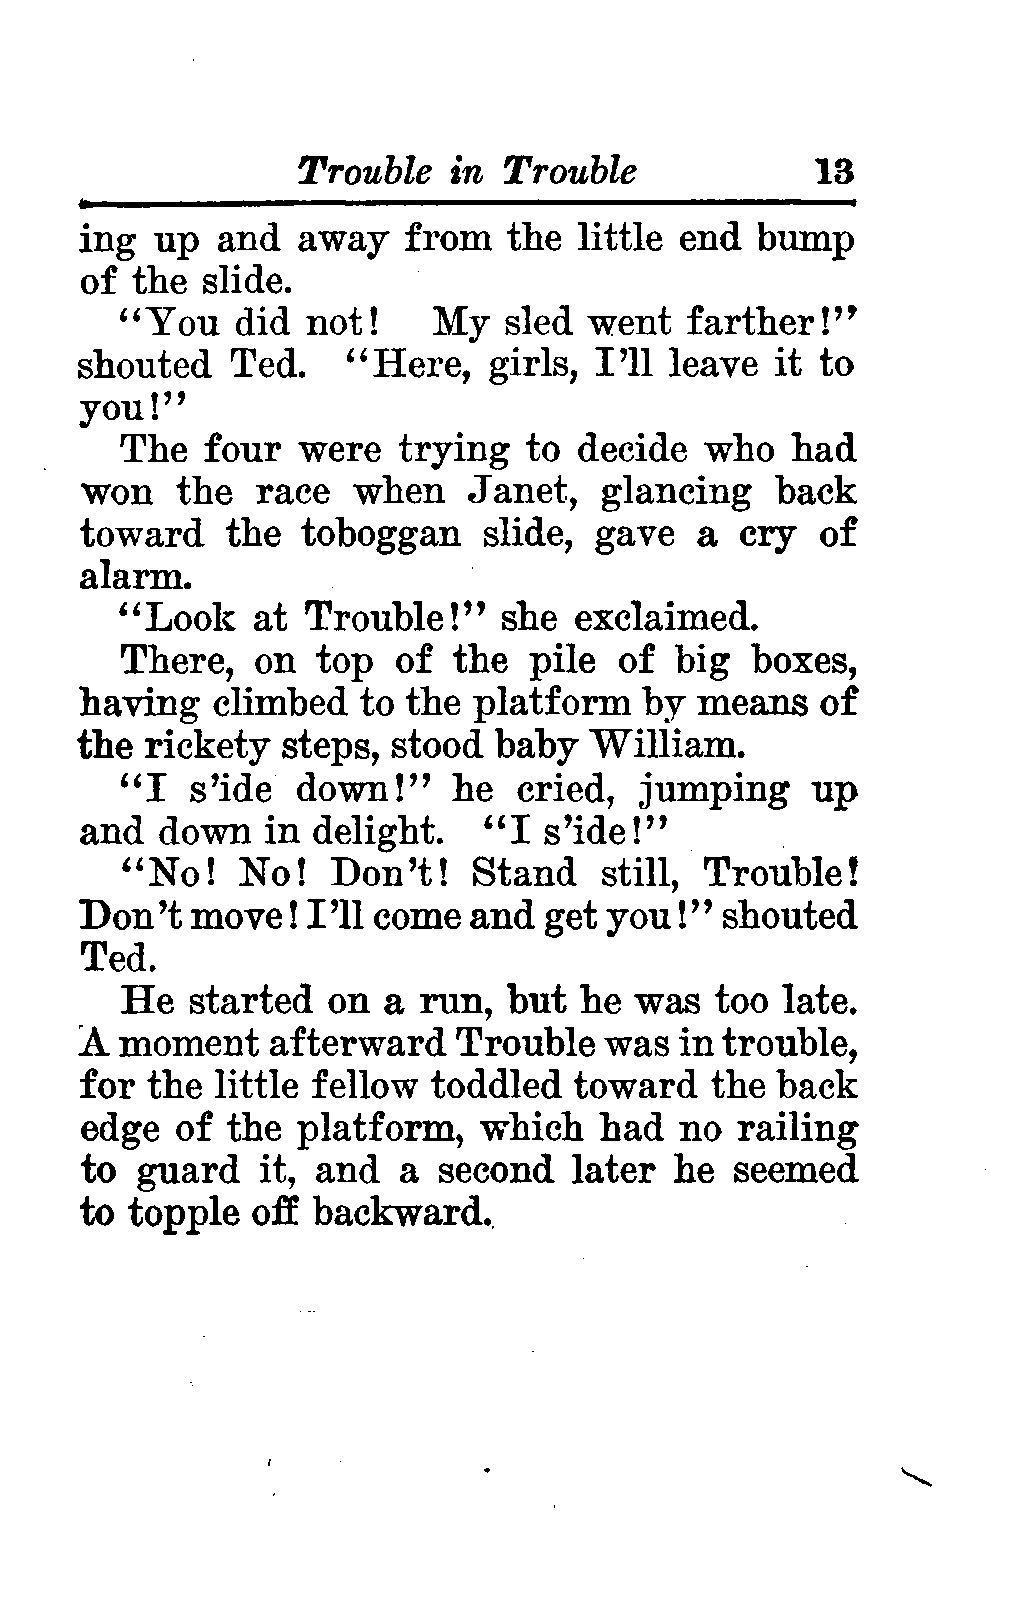 Trouble in Trouble 13
ing up and away from the little end bump
of the slide.
“You did not! My sled went farther!”
shouted Ted. “Here, girls, I’ll leave it to
you!”
The four were trying to decide who had
won the race when Janet, glancing back
toward the toboggan slide, gave a cry of
alarm.
“Look at Trouble!” she exclaimed.
There, on top of the pile of big boxes,
having climbed to the platform by means of
the rickety steps, stood baby William.
“I s’ide down!” he cried, jumping up
and down in delight. “I s’ide!”
“No! No! Don’t! Stand still, Trouble!
Don’t move! I’ll come and get you!” shouted
Ted.
He started on a run, but he was too late.
A moment afterward Trouble was in trouble,
for the little fellow toddled toward the back
edge of the platform, which had no railing
to guard it, and a second later he seemed
to topple off backward.